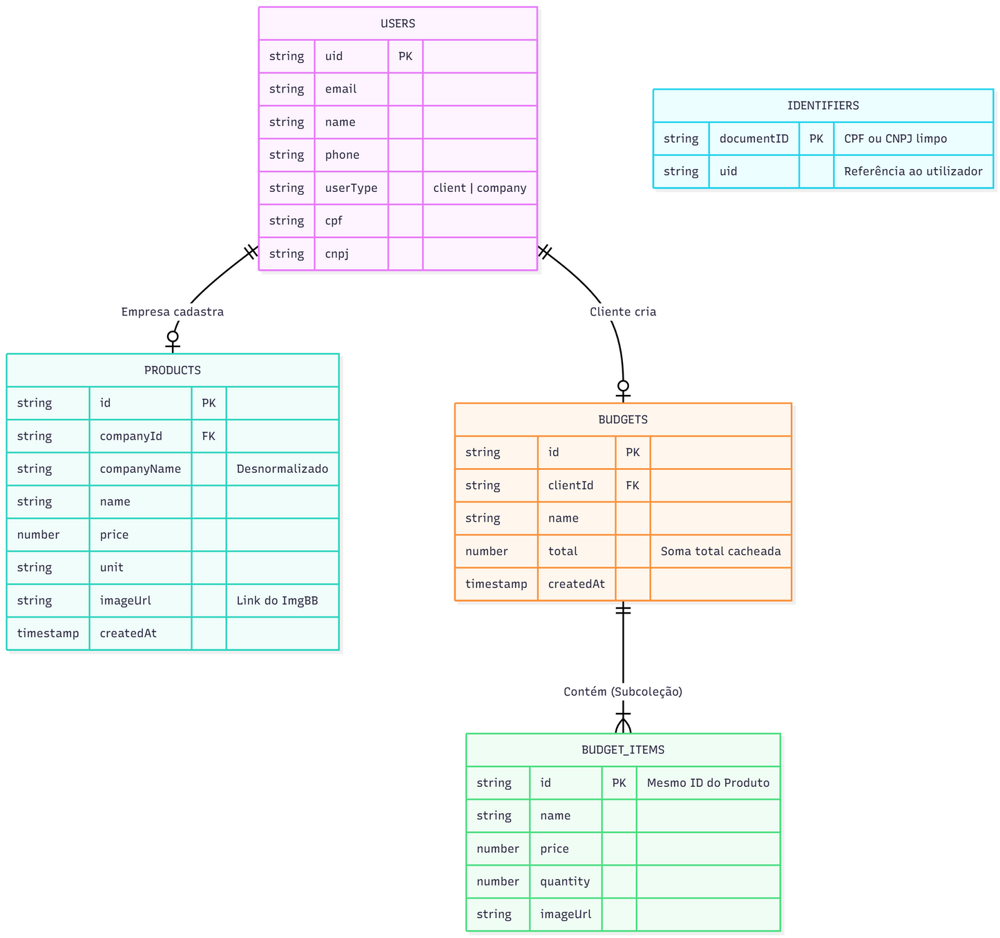 USERS
string uid PK
string email
string name
string phone
string userType client | company
string cpf
string cnpj
IDENTIFIERS
string documentID PK CPF ou CNPJ limpo
string uid Referência ao utilizador
Empresa cadastra
Cliente cria
PRODUCTS
string id PK
string companyId FK
string companyName Desnormalizado
string name
number price
string unit
string imageUrl Link do ImgBB
timestamp createdAt
BUDGETS
string id PK
string clientId FK
string name
number total Soma total cacheada
timestamp createdAt
Contém (Subcoleção)
BUDGET_ITEMS
string id PK Mesmo ID do Produto
string name
number price
number quantity
string imageUrl